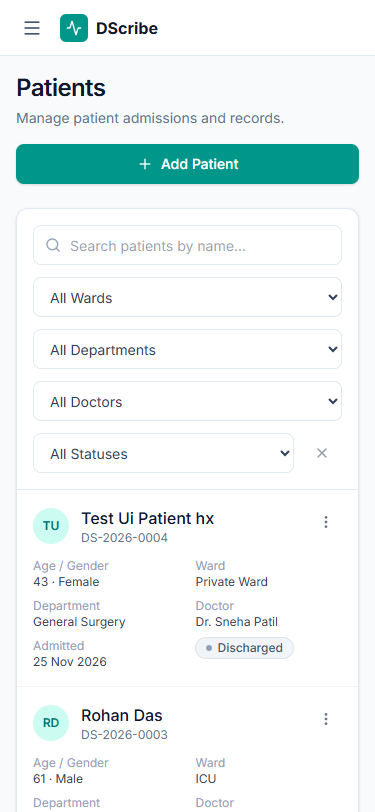 DScribe
Patients
Manage patient admissions and records.
+ Add Patient
Search patients by name...
All Wards
All Departments
All Doctors
All Statuses
TU
Test Ui Patient hx
DS-2026-0004
Age / Gender
43 · Female
Ward
Private Ward
Department
General Surgery
Doctor
Dr. Sneha Patil
Admitted
25 Nov 2026
Discharged
RD
Rohan Das
DS-2026-0003
Age / Gender
61 · Male
Ward
ICU
Department
Doctor